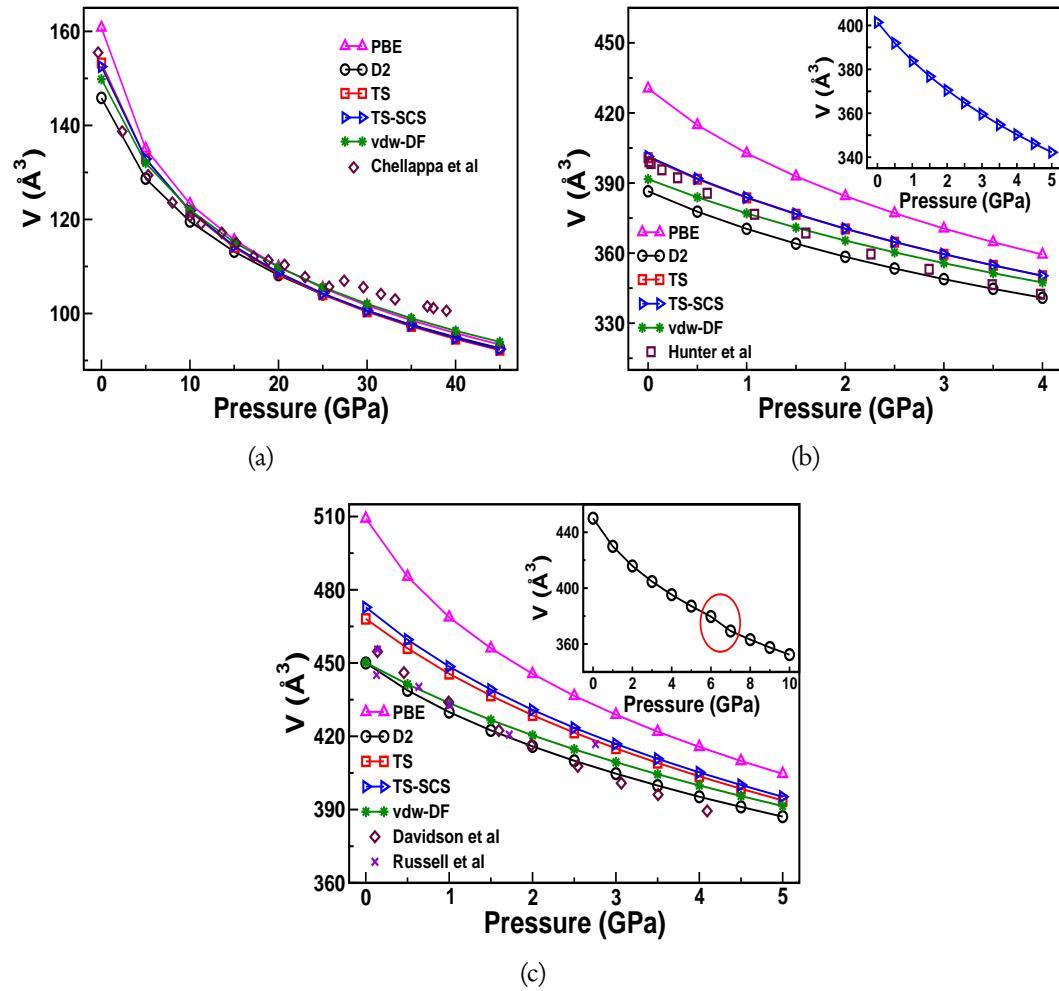 160
140
120
100
V (Å³)
PBE
D2
TS
TS-SCS
vdw-DF
Chellappa et al
0 10 20 30 40
Pressure (GPa)
(a)
450
420
390
360
330
V (Å³)
PBE
D2
TS
TS-SCS
vdw-DF
Hunter et al
400
380
360
340
V (Å³)
0 1 2 3 4 5
Pressure (GPa)
0 1 2 3 4
Pressure (GPa)
(b)
510
480
450
420
390
360
V (Å³)
PBE
D2
TS
TS-SCS
vdw-DF
Davidson et al
Russell et al
440
400
360
V (Å³)
0 2 4 6 8 10
Pressure (GPa)
0 1 2 3 4 5
Pressure (GPa)
(c)